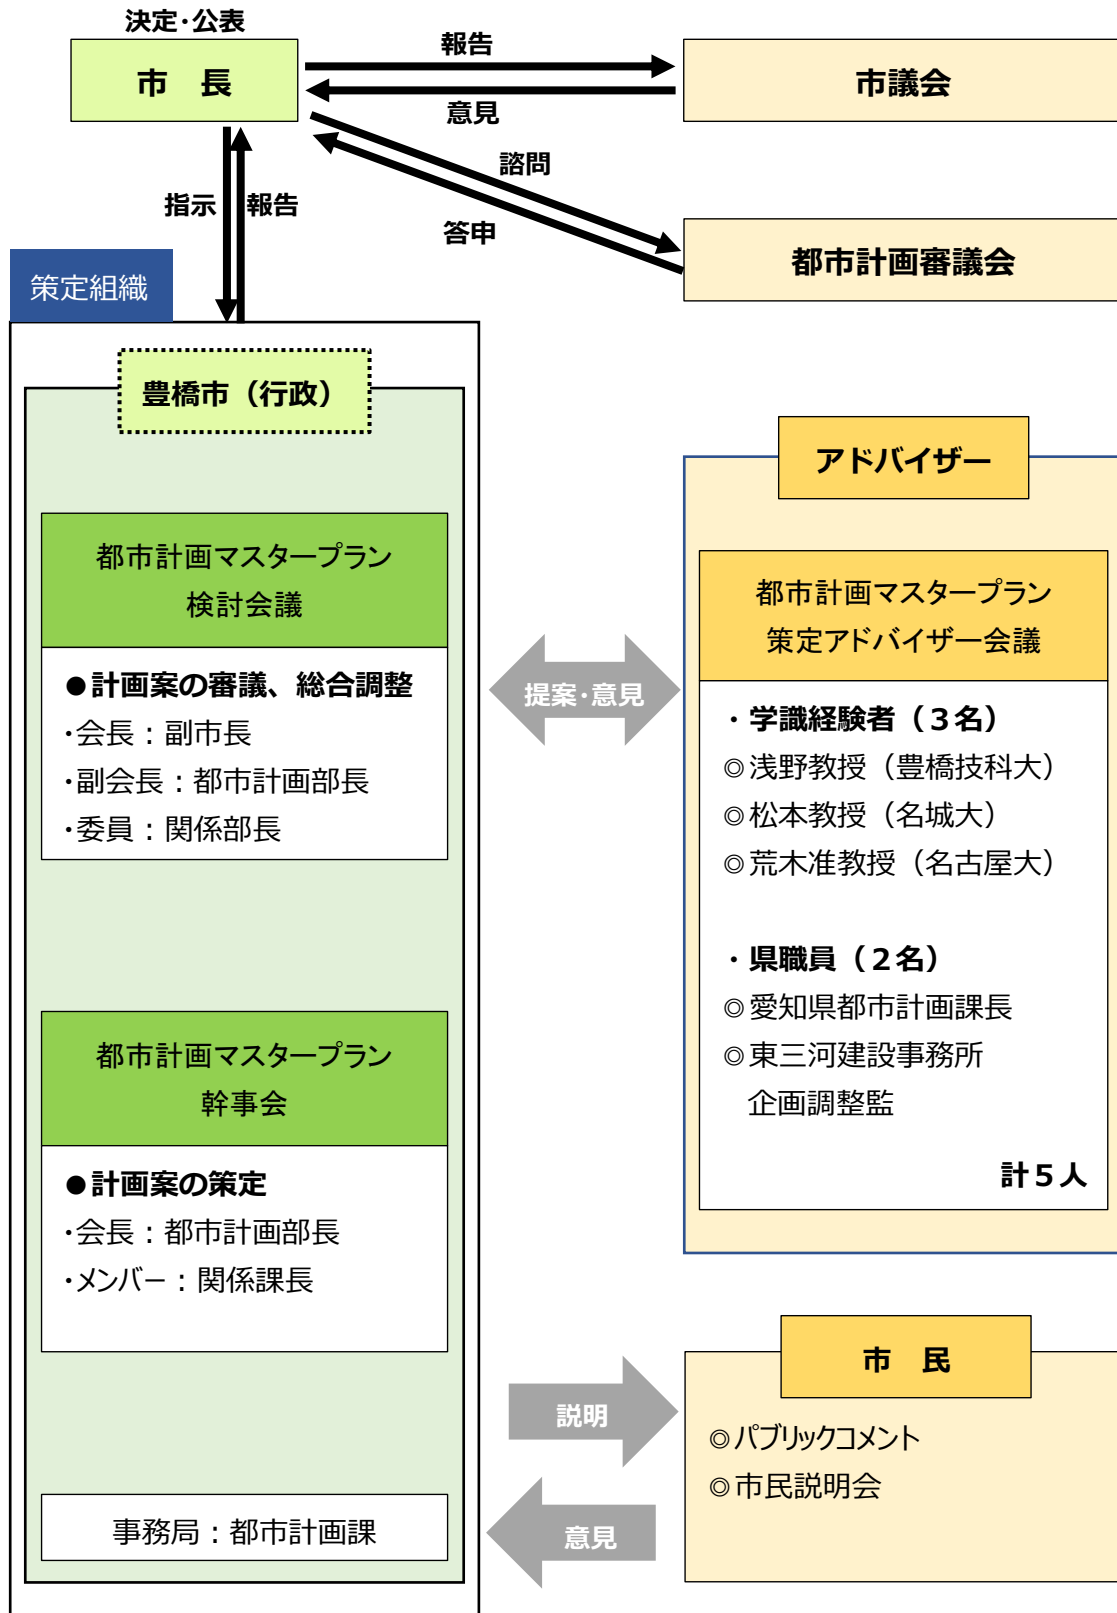 決定・公表
市　長
報告
意見
市議会
諮問
答申
都市計画審議会
指示
報告
策定組織
豊橋市（行政）
都市計画マスタープラン
検討会議
●計画案の審議、総合調整
・会長：副市長
・副会長：都市計画部長
・委員：関係部長
都市計画マスタープラン
幹事会
●計画案の策定
・会長：都市計画部長
・メンバー：関係課長
事務局：都市計画課
提案・意見
アドバイザー
都市計画マスタープラン
策定アドバイザー会議
・学識経験者（３名）
◎浅野教授（豊橋技科大）
◎松本教授（名城大）
◎荒木准教授（名古屋大）
・県職員（２名）
◎愛知県都市計画課長
◎東三河建設事務所
企画調整監
計５人
説明
意見
市　民
◎パブリックコメント
◎市民説明会